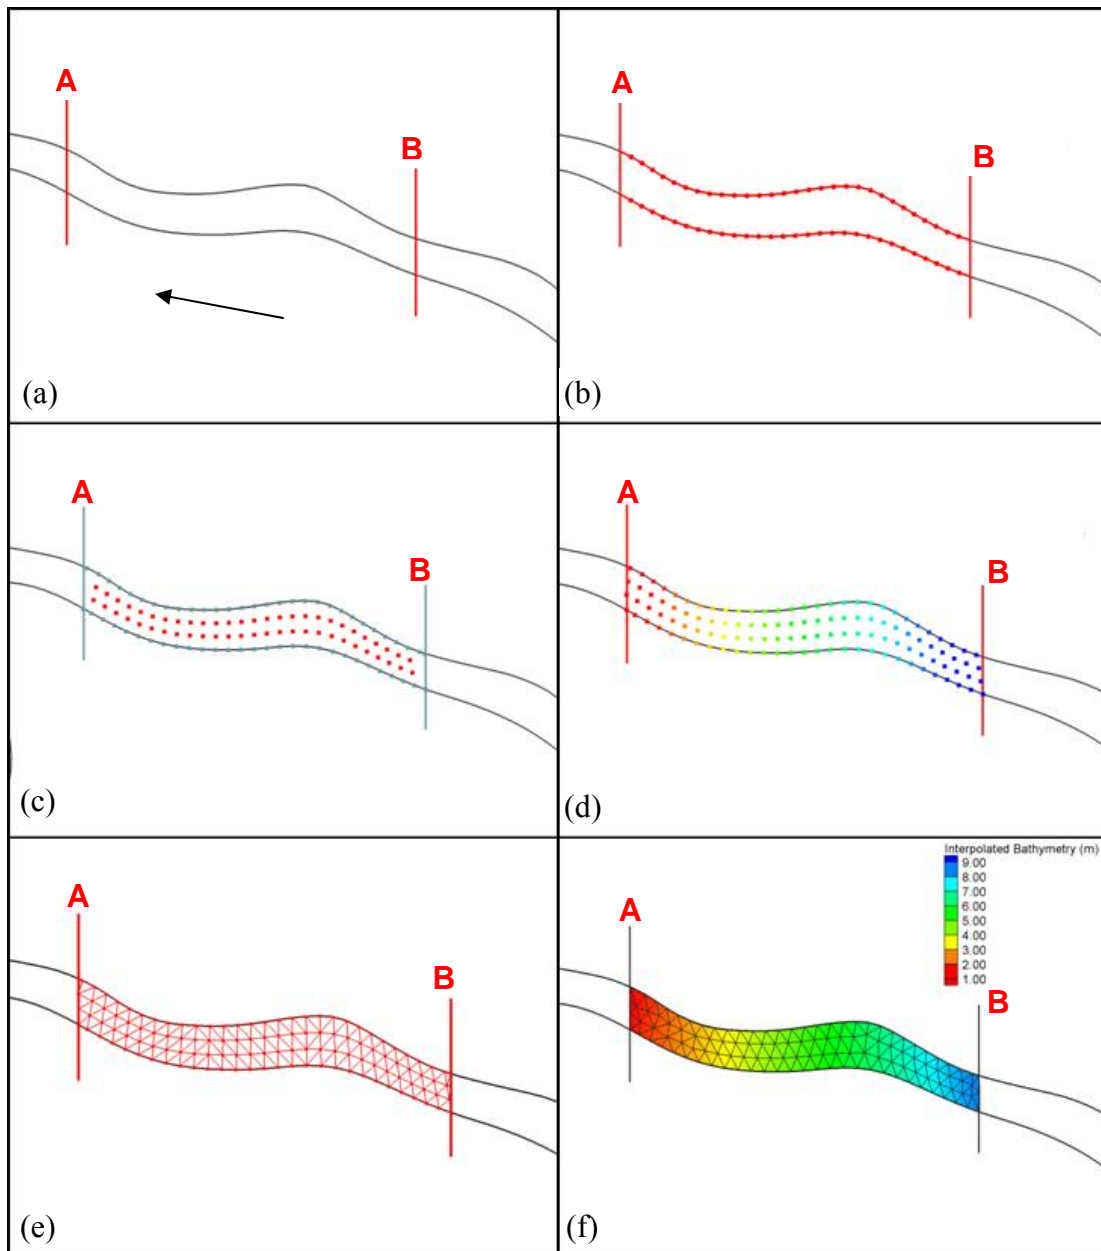 A
B
(a)
A
B
(b)
A
B
(c)
A
B
(d)
A
B
(e)
Interpolated Bathymetry (m)
9.00
8.00
7.00
6.00
5.00
4.00
3.00
2.00
1.00
A
B
(f)